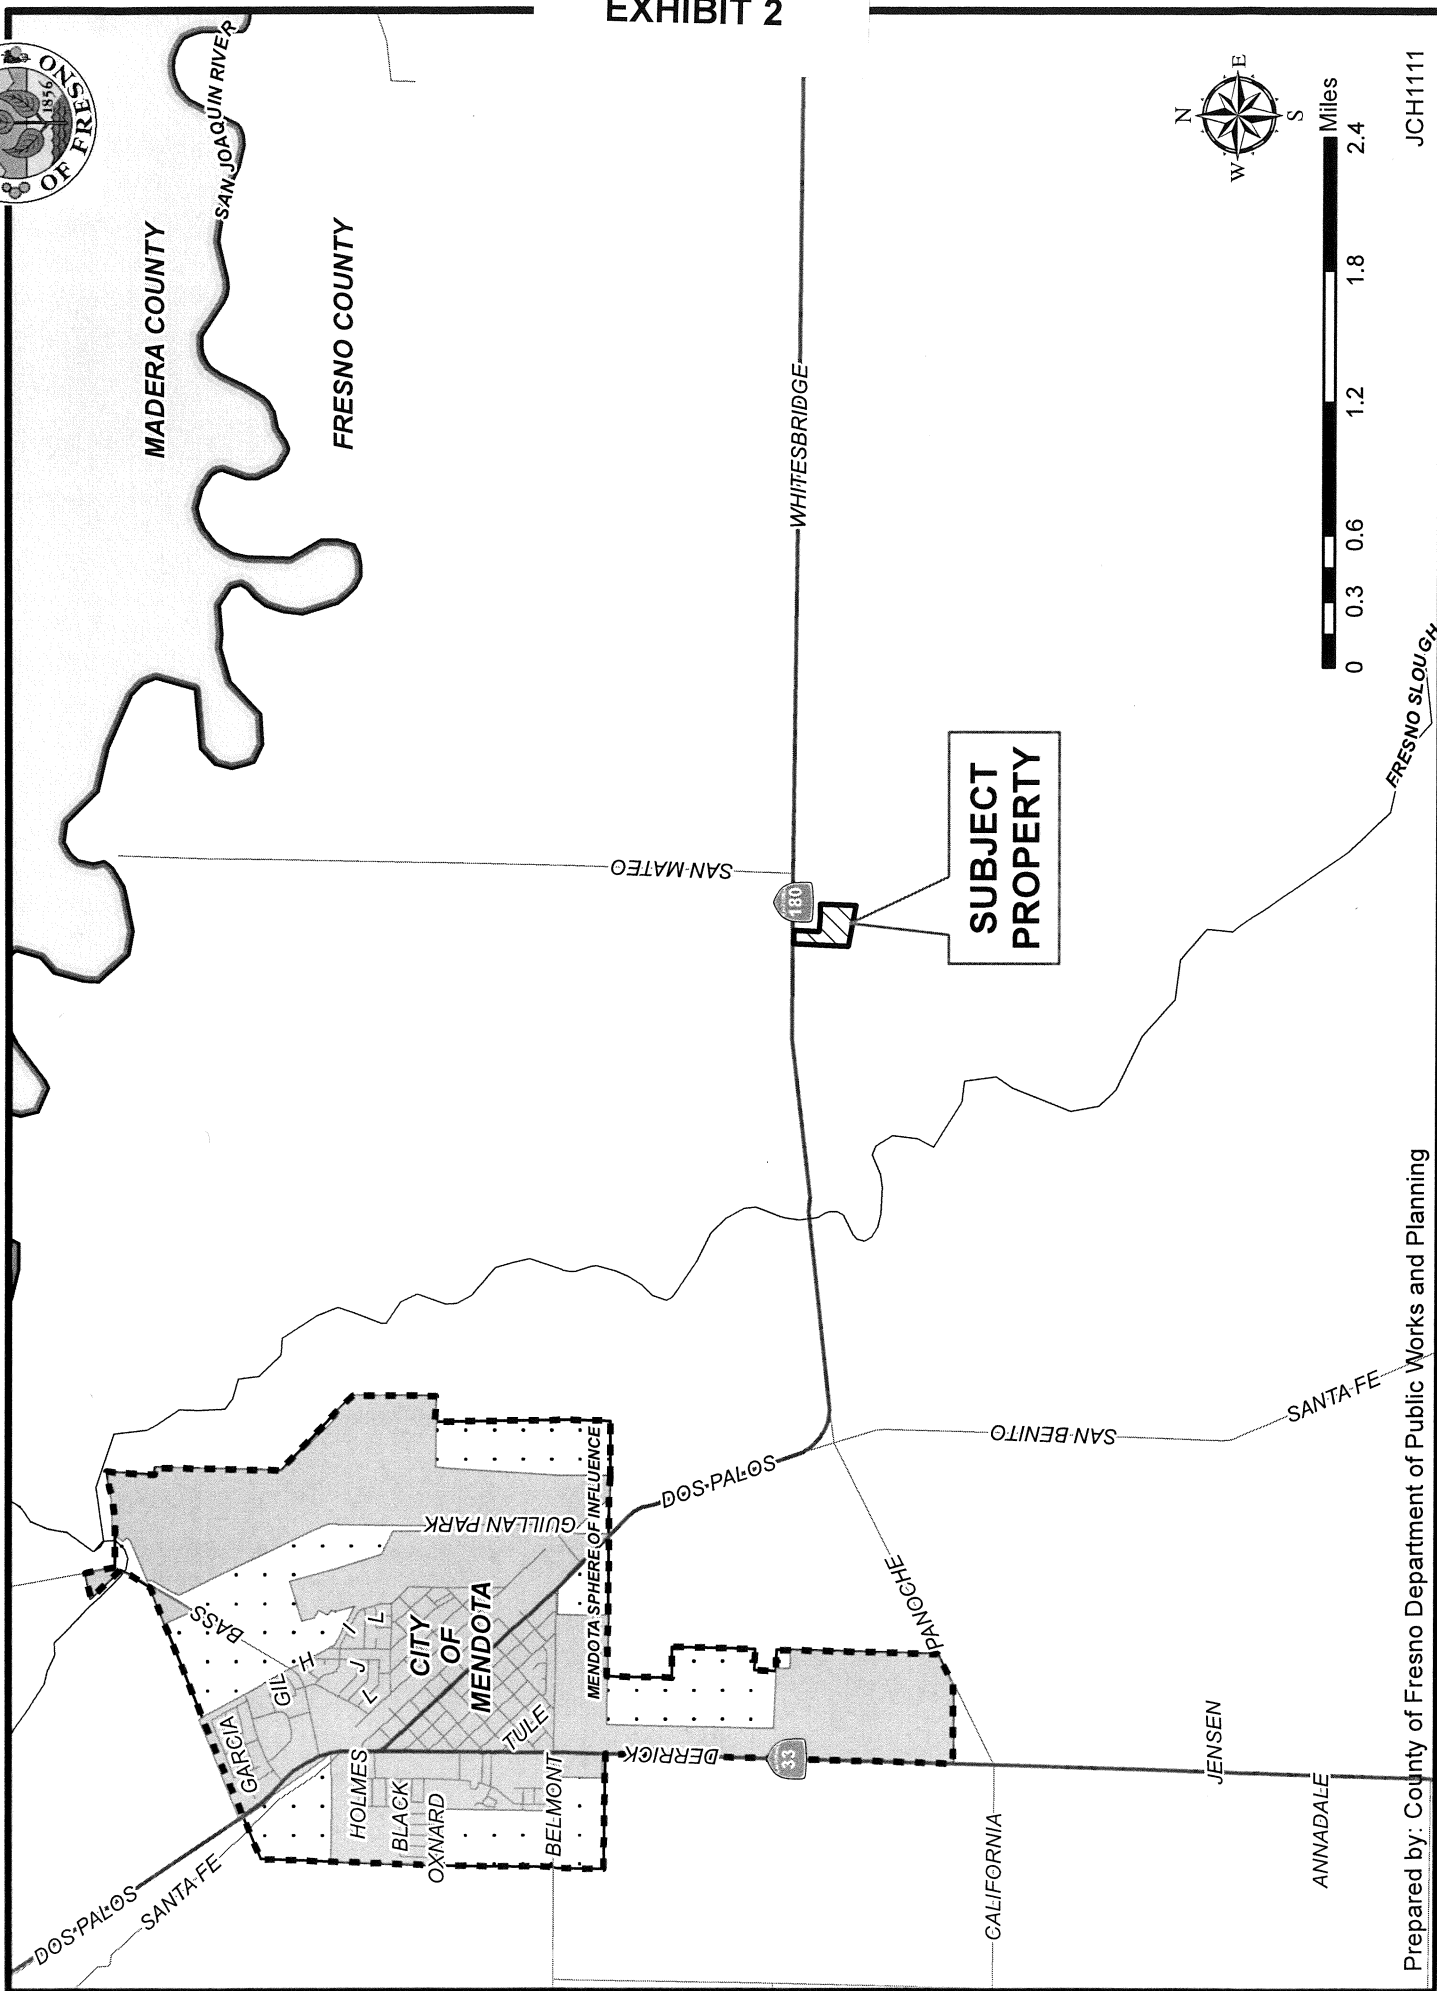 EXHIBIT 2
OF FRESNO
1856
SAN JOAQUIN RIVER
MADERA COUNTY
FRESNO COUNTY
WHITESBRIDGE
SAN MATEO
180
SUBJECT
PROPERTY
FRESNO SLOUGH
DOS PALOS
SANTA FE
GARCIA
GIL
BASS
H
I
J
L
L
GUILLAN PARK
CITY
OF
MENDOTA
HOLMES
BLACK
OXNARD
TULE
BELMONT
MENDOTA SPHERE OF INFLUENCE
DERRICK
33
DOS PALOS
PANOCHE
SAN BENITO
SANTA FE
CALIFORNIA
JENSEN
ANNADALE
N
E
S
W
0 0.3 0.6 1.2 1.8 2.4
Miles
Prepared by: County of Fresno Department of Public Works and Planning
JCH1111